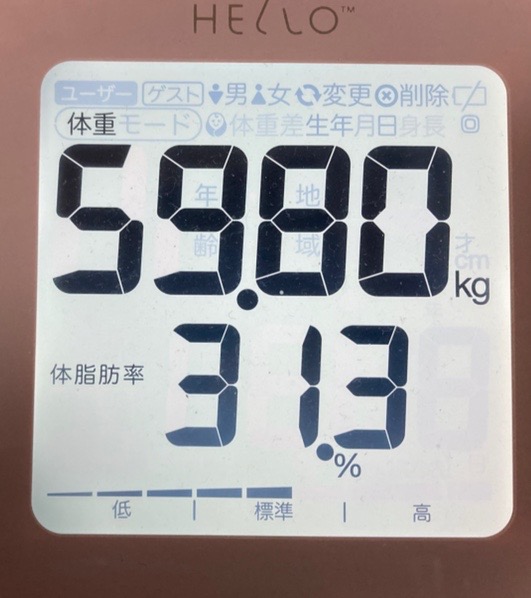 HELLO™
ユーザー ゲスト 男 女 変更 削除
体重モード 体重差生年月日身長
年 地
59.80 kg
齢 域 才 cm
31.3 %
体脂肪率
低 | 標準 | 高